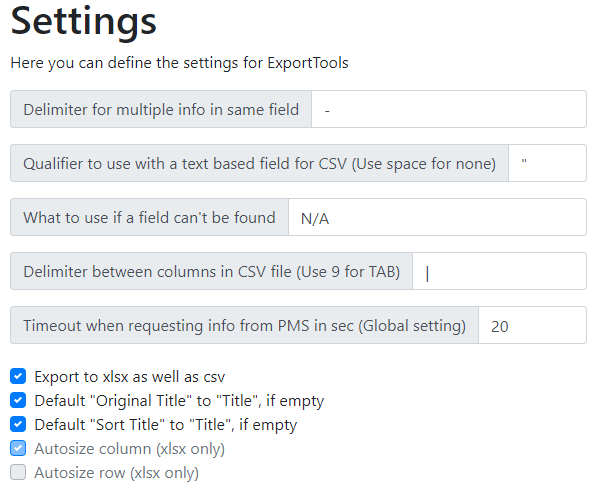 Settings
Here you can define the settings for ExportTools
Delimiter for multiple info in same field -
Qualifier to use with a text based field for CSV (Use space for none) "
What to use if a field can't be found N/A
Delimiter between columns in CSV file (Use 9 for TAB) |
Timeout when requesting info from PMS in sec (Global setting) 20
Export to xlsx as well as csv
Default "Original Title" to "Title", if empty
Default "Sort Title" to "Title", if empty
Autosize column (xlsx only)
Autosize row (xlsx only)